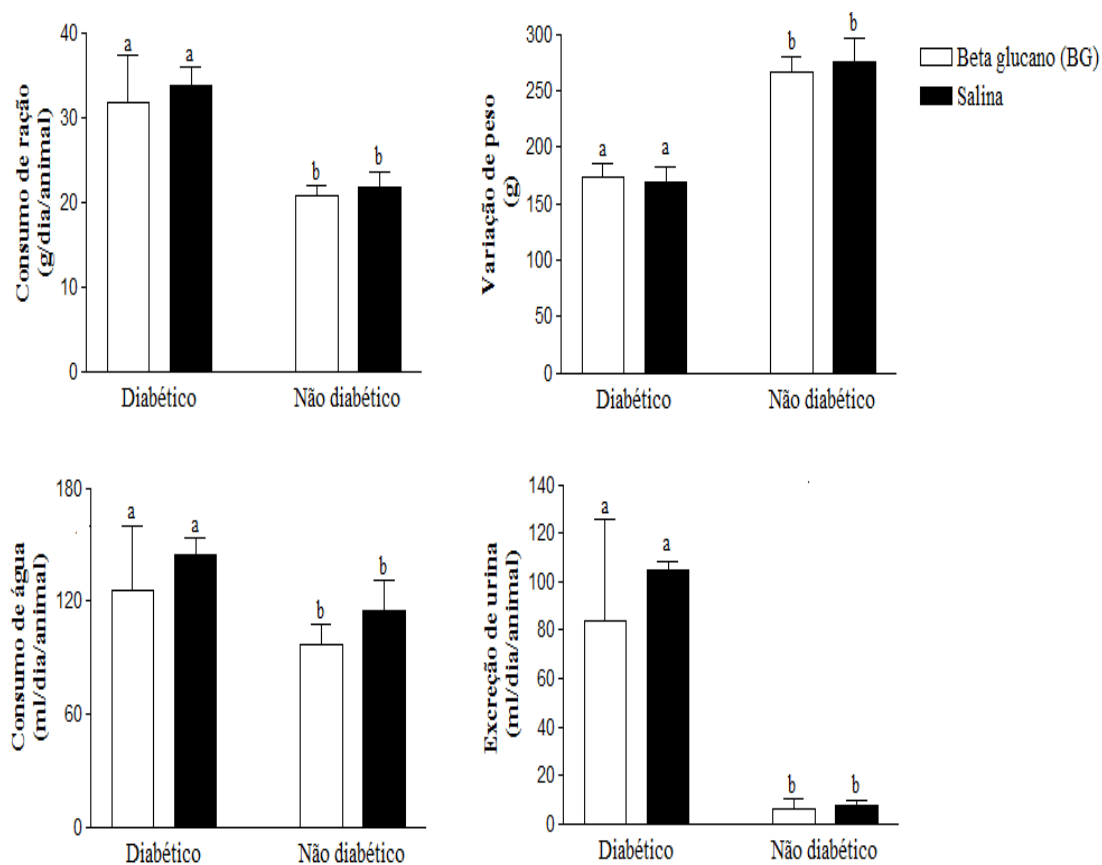 Consumo de ração
(g/dia/animal)
40
30
20
10
0
a
a
b
b
Diabético
Não diabético
Variação de peso
(g)
300
250
200
150
100
50
0
a
a
b
b
Diabético
Não diabético
Beta glucano (BG)
Salina
Consumo de água
(ml/dia/animal)
180
120
60
0
a
a
b
b
Diabético
Não diabético
Excreção de urina
(ml/dia/animal)
140
120
100
80
60
40
20
0
a
a
b
b
Diabético
Não diabético